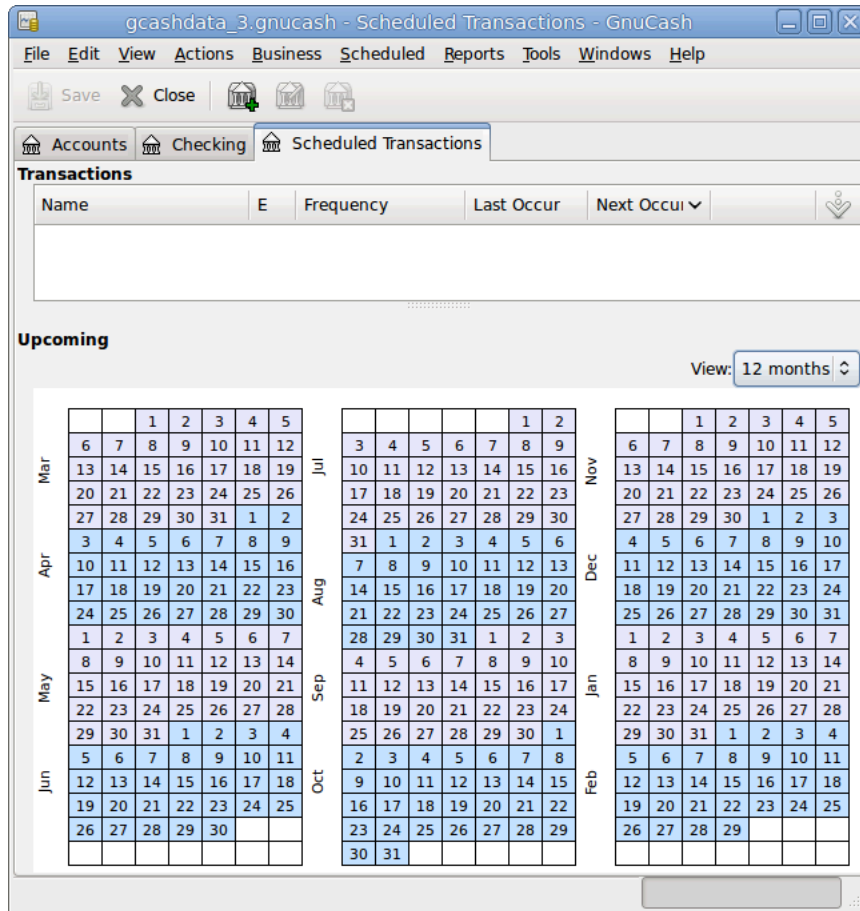 gcashdata_3.gnucash - Scheduled Transactions - GnuCash
File Edit View Actions Business Scheduled Reports Tools Windows Help
Save Close
Accounts Checking Scheduled Transactions
Transactions
Name E Frequency Last Occur Next Occur
Upcoming
View: 12 months
1 2 3 4 5 1 2 1 2 3 4 5
6 7 8 9 10 11 12 3 4 5 6 7 8 9 6 7 8 9 10 11 12
Mar 13 14 15 16 17 18 19 Jul 10 11 12 13 14 15 16 Nov 13 14 15 16 17 18 19
20 21 22 23 24 25 26 17 18 19 20 21 22 23 20 21 22 23 24 25 26
27 28 29 30 31 1 2 24 25 26 27 28 29 30 27 28 29 30 1 2 3
3 4 5 6 7 8 9 31 1 2 3 4 5 6 4 5 6 7 8 9 10
Apr 10 11 12 13 14 15 16 7 8 9 10 11 12 13 Dec 11 12 13 14 15 16 17
17 18 19 20 21 22 23 Aug 14 15 16 17 18 19 20 18 19 20 21 22 23 24
24 25 26 27 28 29 30 21 22 23 24 25 26 27 25 26 27 28 29 30 31
1 2 3 4 5 6 7 28 29 30 31 1 2 3 1 2 3 4 5 6 7
8 9 10 11 12 13 14 4 5 6 7 8 9 10 8 9 10 11 12 13 14
May 15 16 17 18 19 20 21 Sep 11 12 13 14 15 16 17 Jan 15 16 17 18 19 20 21
22 23 24 25 26 27 28 18 19 20 21 22 23 24 22 23 24 25 26 27 28
29 30 31 1 2 3 4 25 26 27 28 29 30 1 29 30 31 1 2 3 4
5 6 7 8 9 10 11 2 3 4 5 6 7 8 5 6 7 8 9 10 11
Jun 12 13 14 15 16 17 18 Oct 9 10 11 12 13 14 15 Feb 12 13 14 15 16 17 18
19 20 21 22 23 24 25 16 17 18 19 20 21 22 19 20 21 22 23 24 25
26 27 28 29 30 23 24 25 26 27 28 29 26 27 28 29
30 31